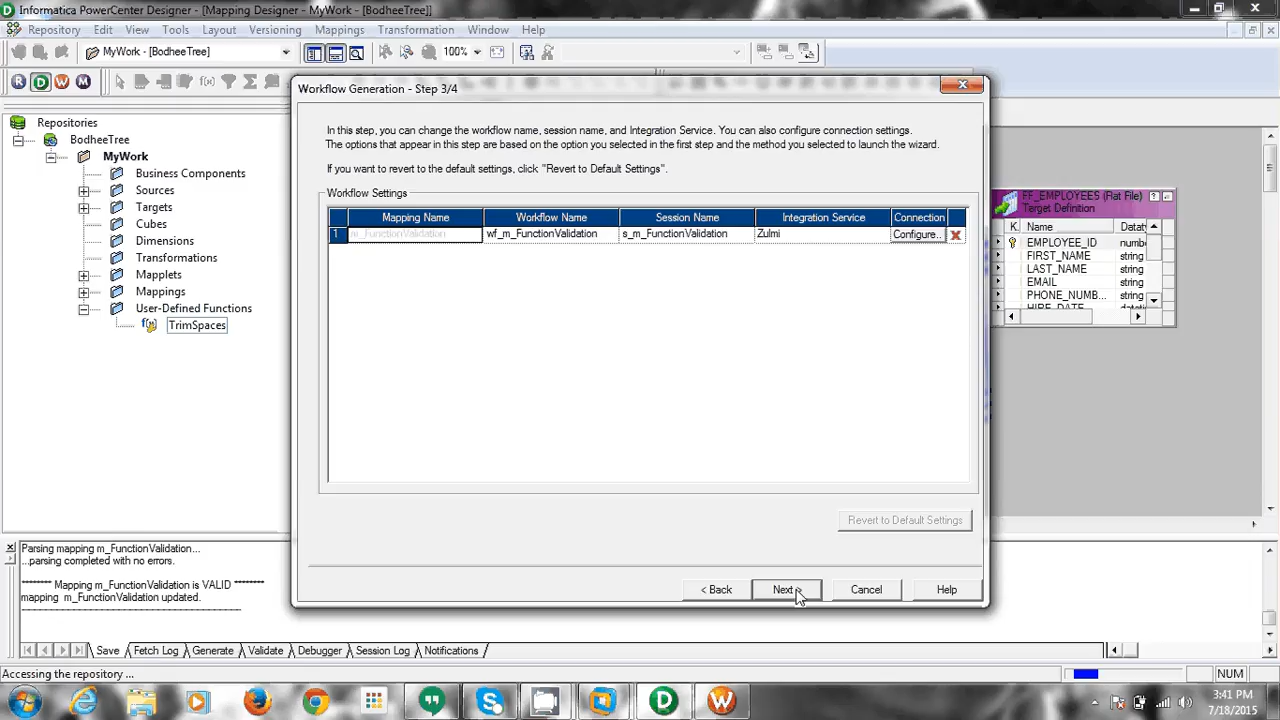 Informatica PowerCenter Designer - [Mapping Designer - MyWork - [BodheeTree]]
Repository Edit View Tools Layout Versioning Mappings Transformation Window Help
MyWork - [BodheeTree] 100%
R D W M f(x) Σ
Repositories
BodheeTree
MyWork
Business Components
Sources
Targets
Cubes
Dimensions
Transformations
Mapplets
Mappings
User-Defined Functions
TrimSpaces
Workflow Generation - Step 3/4
In this step, you can change the workflow name, session name, and Integration Service. You can also configure connection settings.
The options that appear in this step are based on the option you selected in the first step and the method you selected to launch the wizard.
If you want to revert to the default settings, click "Revert to Default Settings".
Workflow Settings
Mapping Name Workflow Name Session Name Integration Service Connection
1 m_FunctionValidation wf_m_FunctionValidation s_m_FunctionValidation Zulmi Configure..
Revert to Default Settings
< Back Next > Cancel Help
FF_EMPLOYEES (Flat File)
Target Definition
K. Name Datat
EMPLOYEE_ID numbe
FIRST_NAME string
LAST_NAME string
EMAIL string
PHONE_NUMB... string
HIRE_DATE
Parsing mapping m_FunctionValidation...
...parsing completed with no errors.
******** Mapping m_FunctionValidation is VALID ********
mapping m_FunctionValidation updated.
Save Fetch Log Generate Validate Debugger Session Log Notifications
Accessing the repository ...
NUM
3:41 PM
7/18/2015